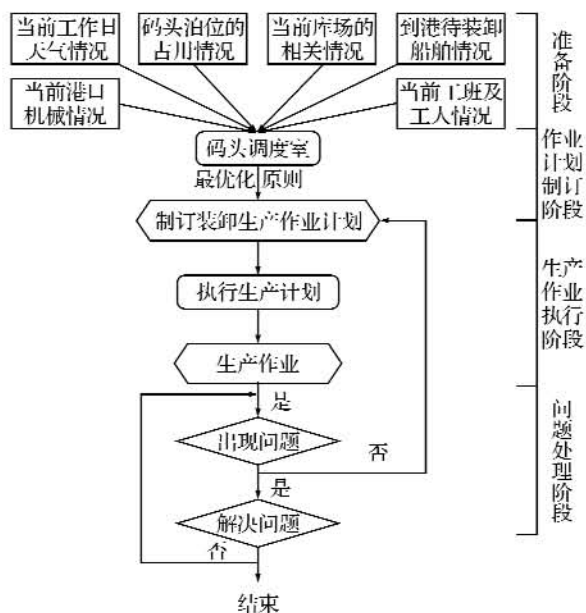 当前工作日
天气情况
码头泊位的
占用情况
当前库场的
相关情况
到港待装卸
船舶情况
当前港口
机械情况
当前工班及
工人情况
码头调度室
最优化 原则
制订装卸生产作业计划
执行生产计划
生产作业
是
出现问题
否
是
解决问题
否
结束
准备阶段
作业
计划
制订
阶段
生产
作业
执行
阶段
问题处理阶段